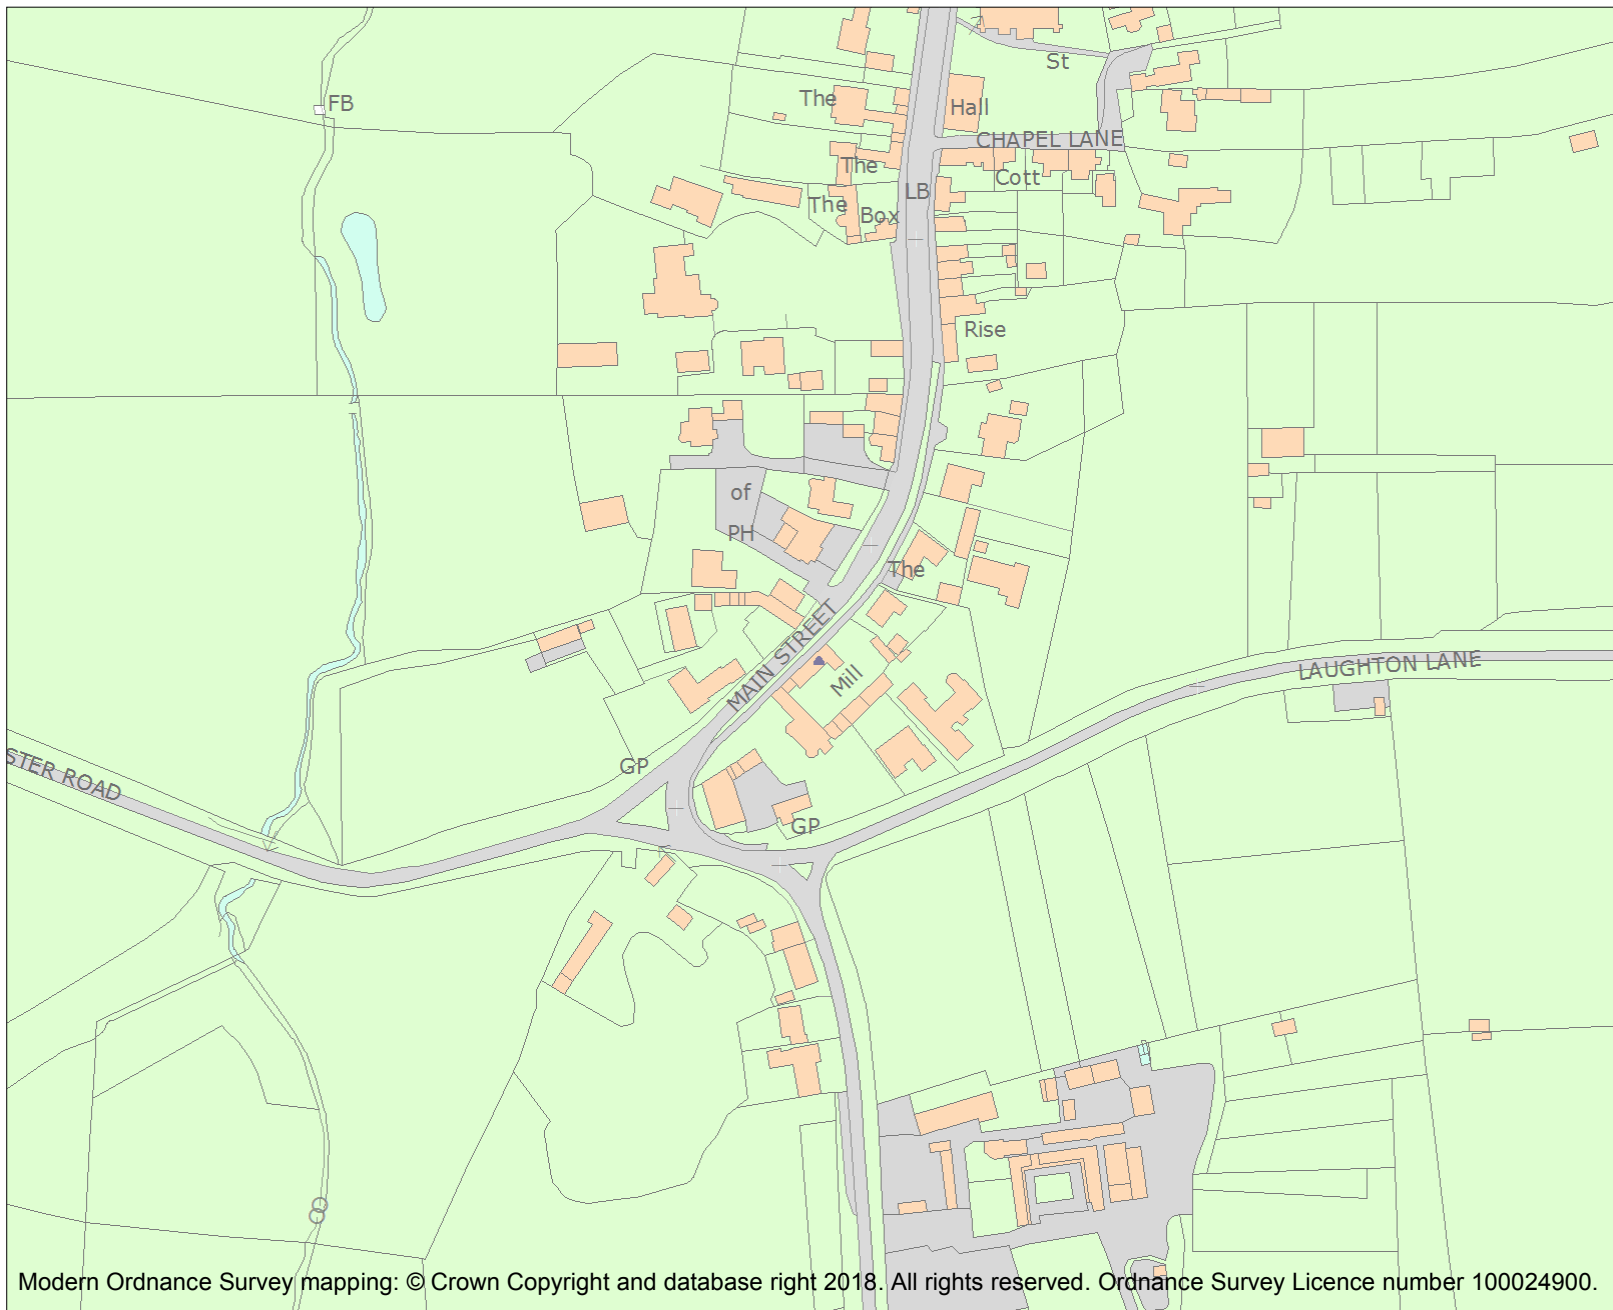 St
FB
The
Hall
CHAPEL LANE
The
Cott
LB
The
Box
Rise
of
PH
The
MAIN STREET
Mill
LAUGHTON LANE
GP
STER ROAD
GP
Modern Ordnance Survey mapping: © Crown Copyright and database right 2018. All rights reserved. Ordnance Survey Licence number 100024900.